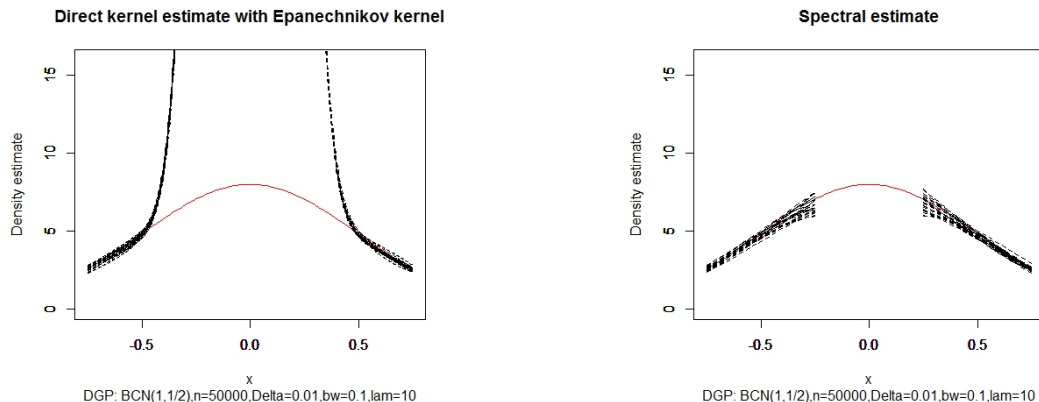 Direct kernel estimate with Epanechnikov kernel
Density estimate
15
10
5
0
-0.5 0.0 0.5
x
DGP: BCN(1,1/2),n=50000,Delta=0.01,bw=0.1,lam=10
Spectral estimate
Density estimate
15
10
5
0
-0.5 0.0 0.5
x
DGP: BCN(1,1/2),n=50000,Delta=0.01,bw=0.1,lam=10